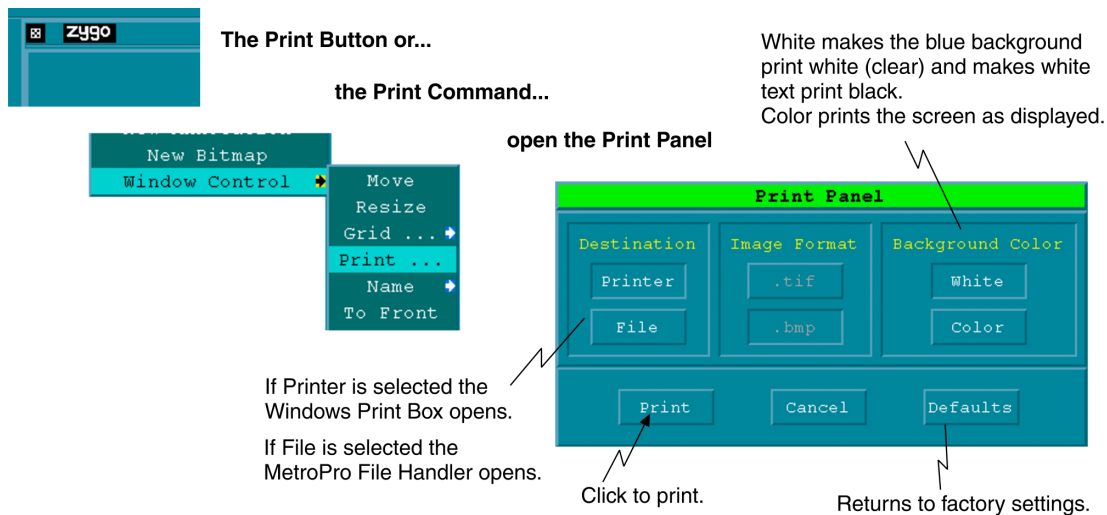 zygo
The Print Button or...
the Print Command...
open the Print Panel
White makes the blue background
print white (clear) and makes white
text print black.
Color prints the screen as displayed.
New Bitmap
Window Control
Move
Resize
Grid ...
Print ...
Name
To Front
Print Panel
Destination
Printer
File
Image Format
.tif
.bmp
Background Color
White
Color
Print
Cancel
Defaults
If Printer is selected the
Windows Print Box opens.
If File is selected the
MetroPro File Handler opens.
Click to print.
Returns to factory settings.